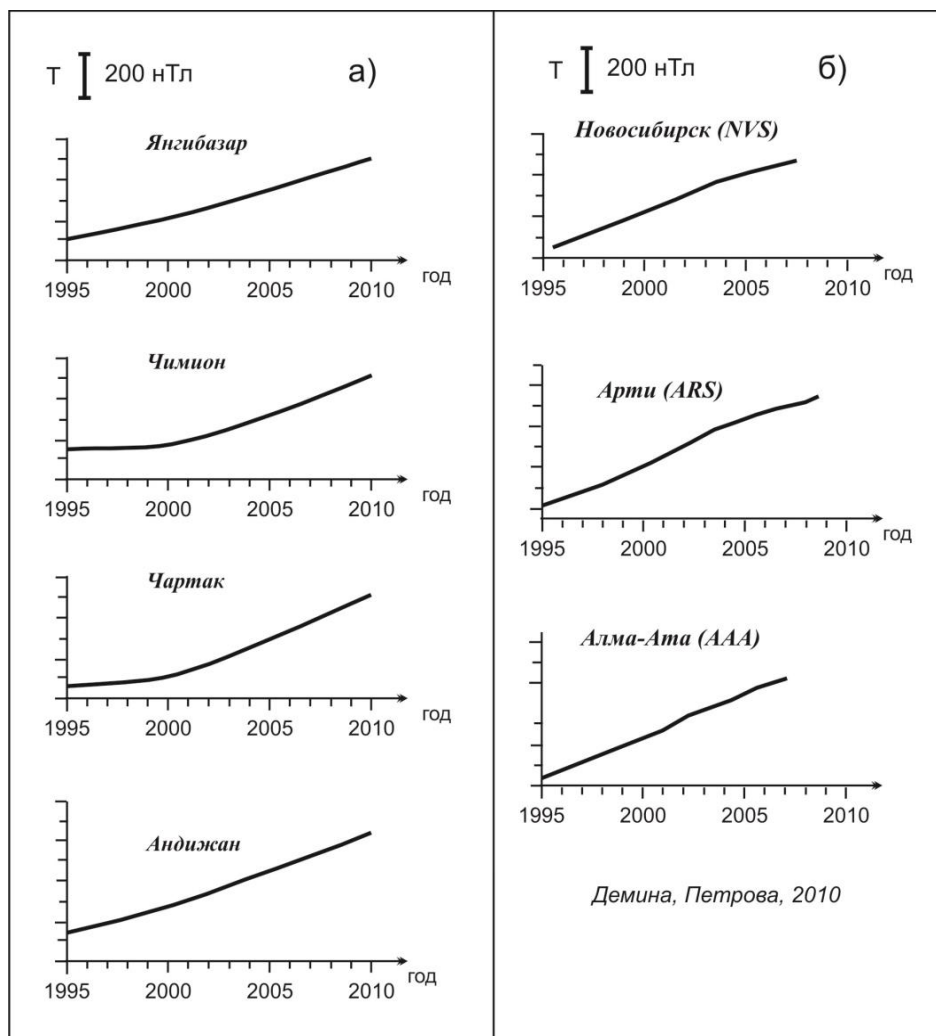 T 200 нТл а)
Янгибазар
1995 2000 2005 2010 год
Чимион
1995 2000 2005 2010 год
Чартак
1995 2000 2005 2010 год
Андижан
1995 2000 2005 2010 год
T 200 нТл б)
Новосибирск (NVS)
1995 2000 2005 2010 год
Арти (ARS)
1995 2000 2005 2010 год
Алма-Ата (AAA)
1995 2000 2005 2010 год
Демина, Петрова, 2010